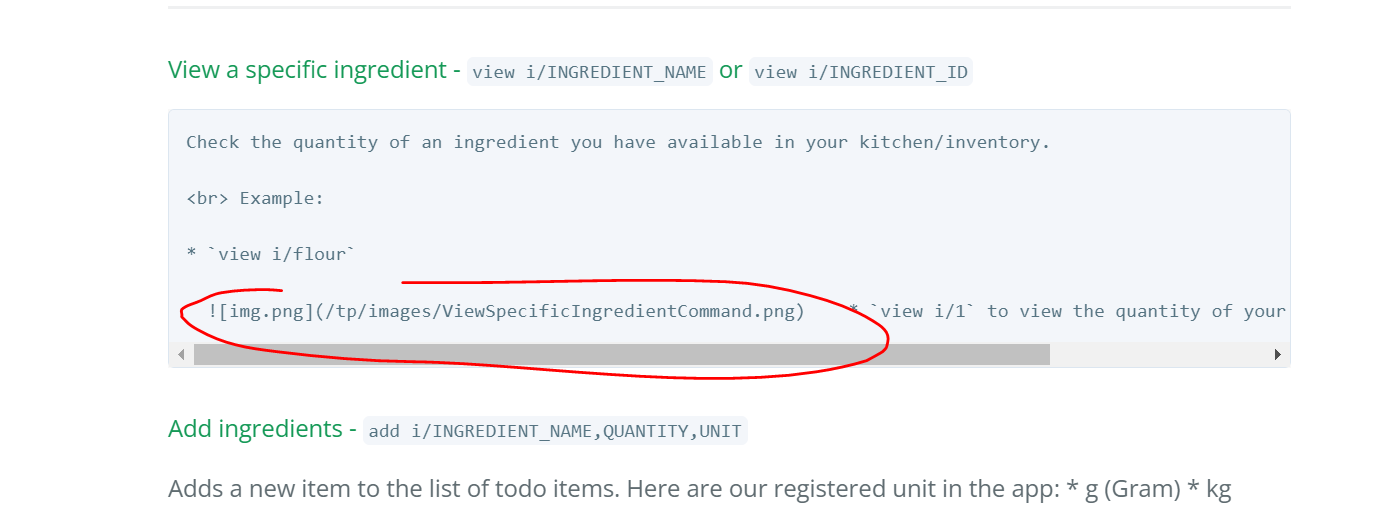 View a specific ingredient - view i/INGREDIENT_NAME or view i/INGREDIENT_ID
Check the quantity of an ingredient you have available in your kitchen/inventory.
<br> Example:
* `view i/flour`
![img.png](/tp/images/ViewSpecificIngredientCommand.png)    * `view i/1` to view the quantity of your
Add ingredients - add i/INGREDIENT_NAME,QUANTITY,UNIT
Adds a new item to the list of todo items. Here are our registered unit in the app: * g (Gram) * kg